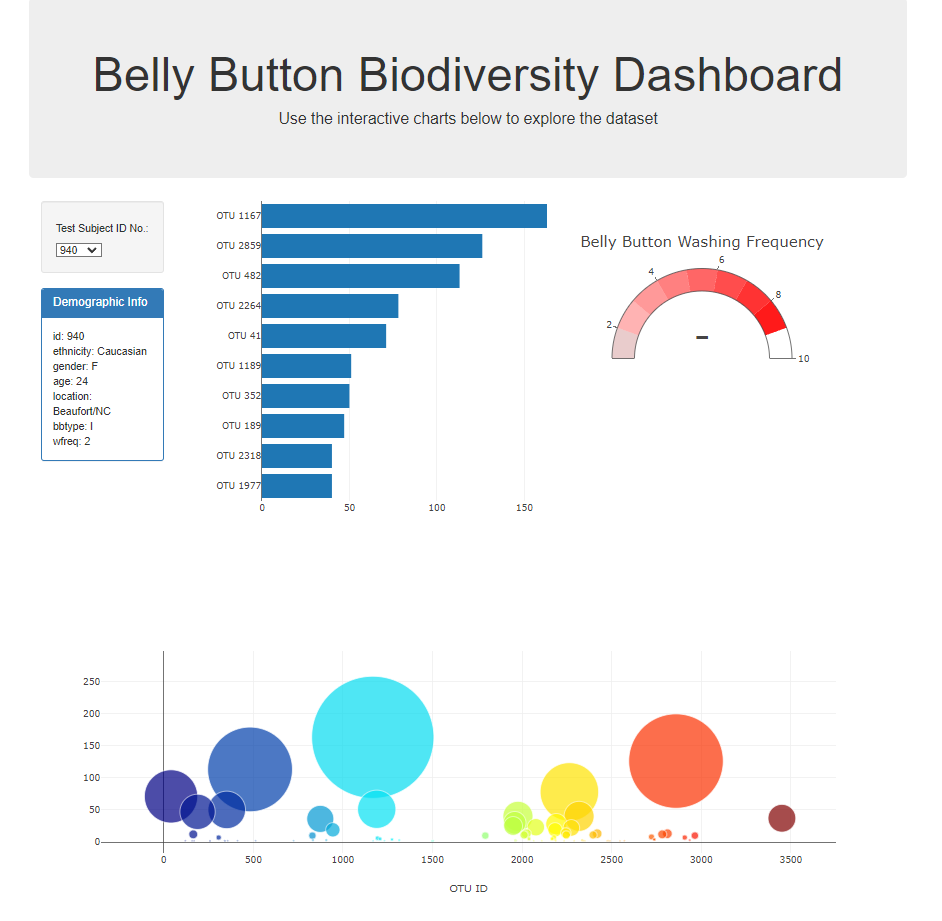 Belly Button Biodiversity Dashboard
Use the interactive charts below to explore the dataset
Test Subject ID No.:
940
Demographic Info
id: 940
ethnicity: Caucasian
gender: F
age: 24
location:
Beaufort/NC
bbtype: I
wfreq: 2
OTU 1167
OTU 2859
OTU 482
OTU 2264
OTU 41
OTU 1189
OTU 352
OTU 189
OTU 2318
OTU 1977
0 50 100 150
Belly Button Washing Frequency
2
4
6
8
10
-
250
200
150
100
50
0
0 500 1000 1500 2000 2500 3000 3500
OTU ID